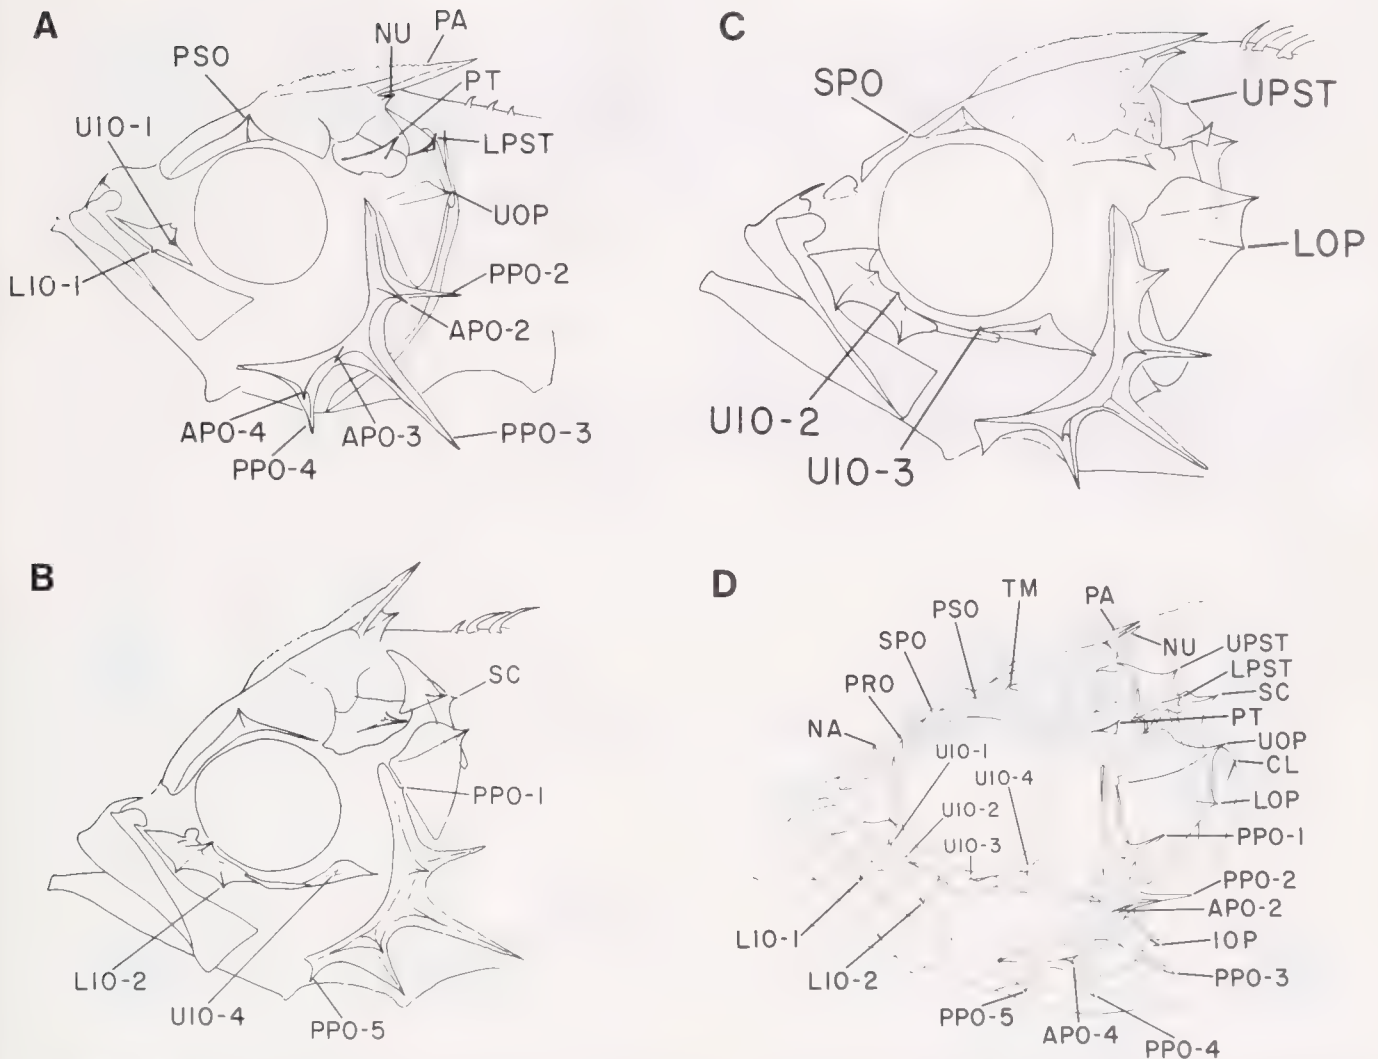 A
NU
PA
PSO
PT
UIO-1
LPST
UOP
LIO-1
PPO-2
APO-2
APO-4
APO-3
PPO-3
PPO-4
C
SPO
UPST
LOP
UIO-2
UIO-3
B
SC
PPO-1
LIO-2
UIO-4
PPO-5
D
TM
PSO
PA
SPO
NU
UPST
LPST
PRO
SC
PT
NA
UOP
UIO-1
CL
UIO-4
UIO-2
LOP
UIO-3
PPO-1
PPO-2
APO-2
LIO-1
IOP
LIO-2
PPO-3
PPO-5
APO-4
PPO-4